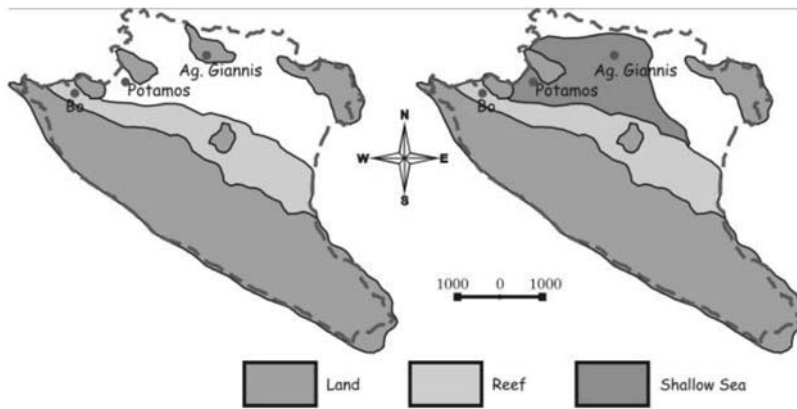 Ag. Giannis
Potamos
Bo
Ag. Giannis
Potamos
Bo
N
W E
S
1000 0 1000
Land
Reef
Shallow Sea